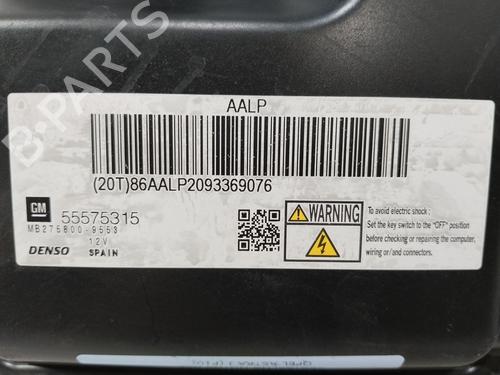 B-PARTS
AALP
(20T)86AALP2093369076
GM
55575315
MB275800-9553
12V
DENSO SPAIN
WARNING
To avoid electric shock :
Set the key switch to the "OFF" position
before checking or repairing the computer,
wiring or and etc.